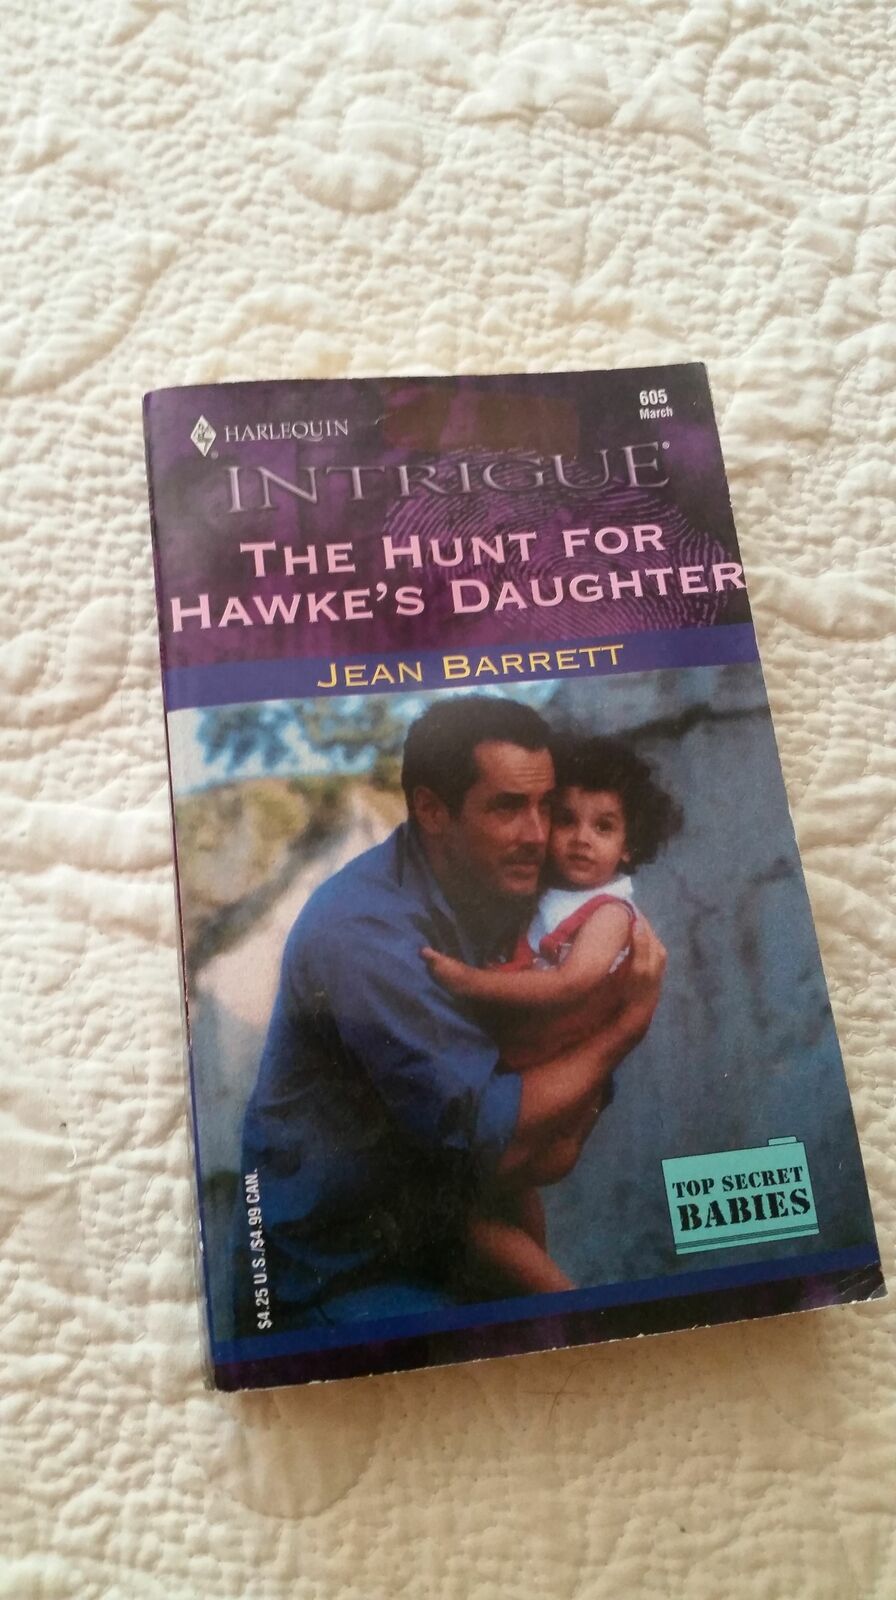 605
March
HARLEQUIN
INTRIGUE®
THE HUNT FOR
HAWKE'S DAUGHTER
JEAN BARRETT
TOP SECRET
BABIES
$4.25 U.S./$4.99 CAN.